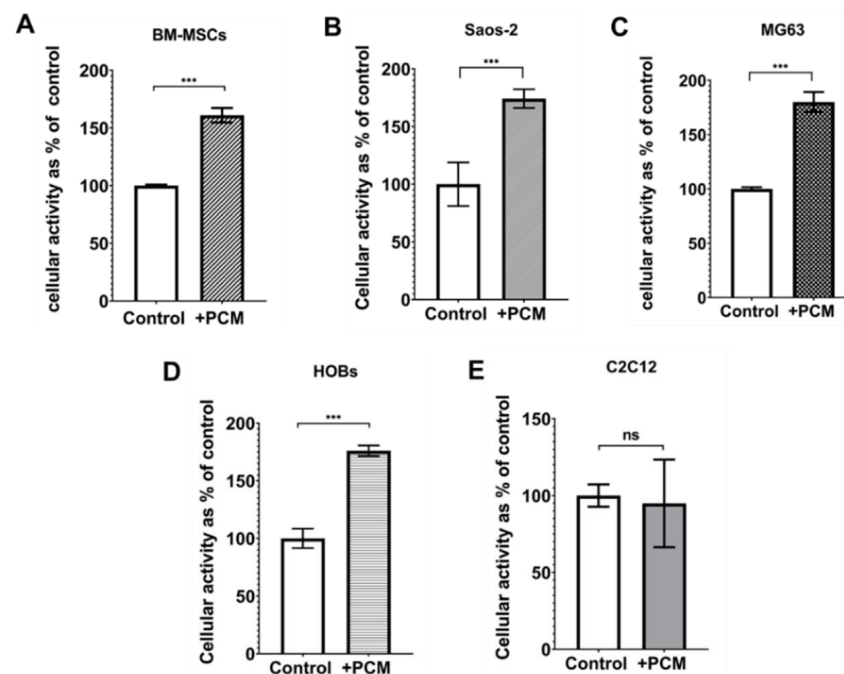 A
BM-MSCs
cellular activity as % of control
200
150
100
50
0
***
Control +PCM
B
Saos-2
Cellular activity as % of control
200
150
100
50
0
***
Control +PCM
C
MG63
cellular activity as % of control
200
150
100
50
0
***
Control +PCM
D
HOBs
Cellular activity as % of control
200
150
100
50
0
***
Control +PCM
E
C2C12
Cellular activity as % of control
150
100
50
0
ns
Control +PCM